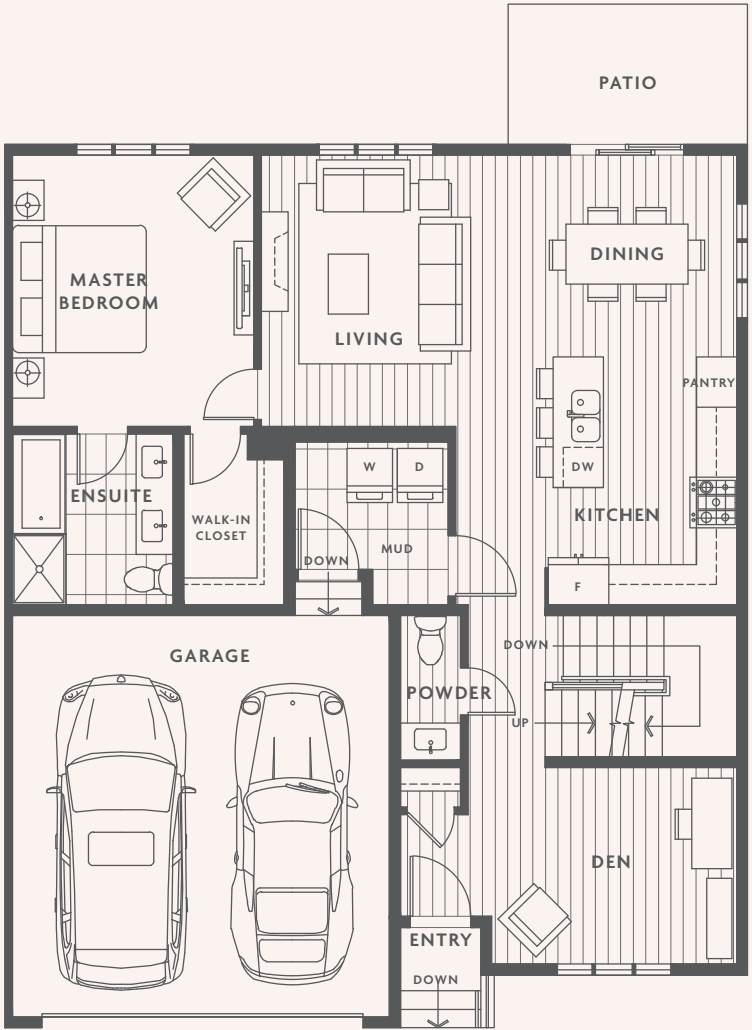 PATIO
DINING
MASTER
BEDROOM
LIVING
PANTRY
W
D
DW
ENSUITE
KITCHEN
WALK-IN
CLOSET
MUD
DOWN
F
DOWN
GARAGE
POWDER
UP
DEN
ENTRY
DOWN